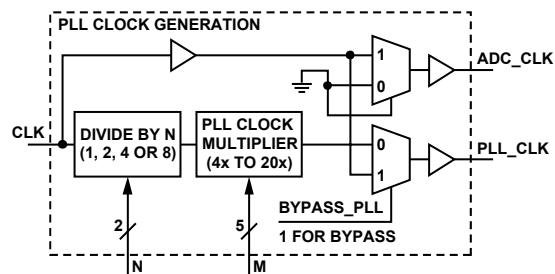 PLL CLOCK GENERATION
1
0
ADC_CLK
CLK
DIVIDE BY N
(1, 2, 4 OR 8)
PLL CLOCK
MULTIPLIER
(4x TO 20x)
0
1
PLL_CLK
BYPASS_PLL
1 FOR BYPASS
2
5
N
M